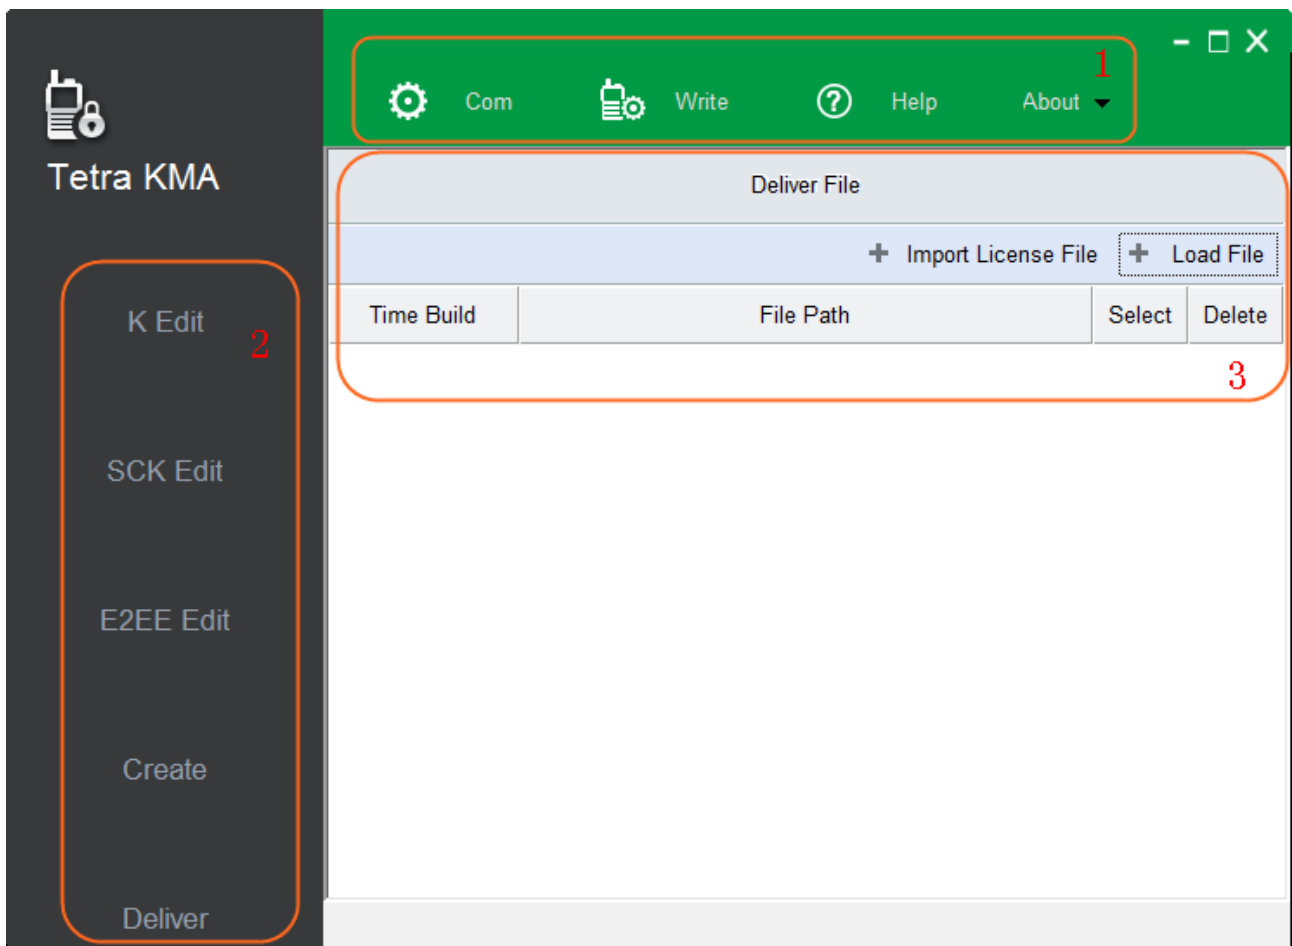 1
Com Write Help About
Tetra KMA
Deliver File
Import License File Load File
Time Build File Path Select Delete
K Edit
2
3
SCK Edit
E2EE Edit
Create
Deliver